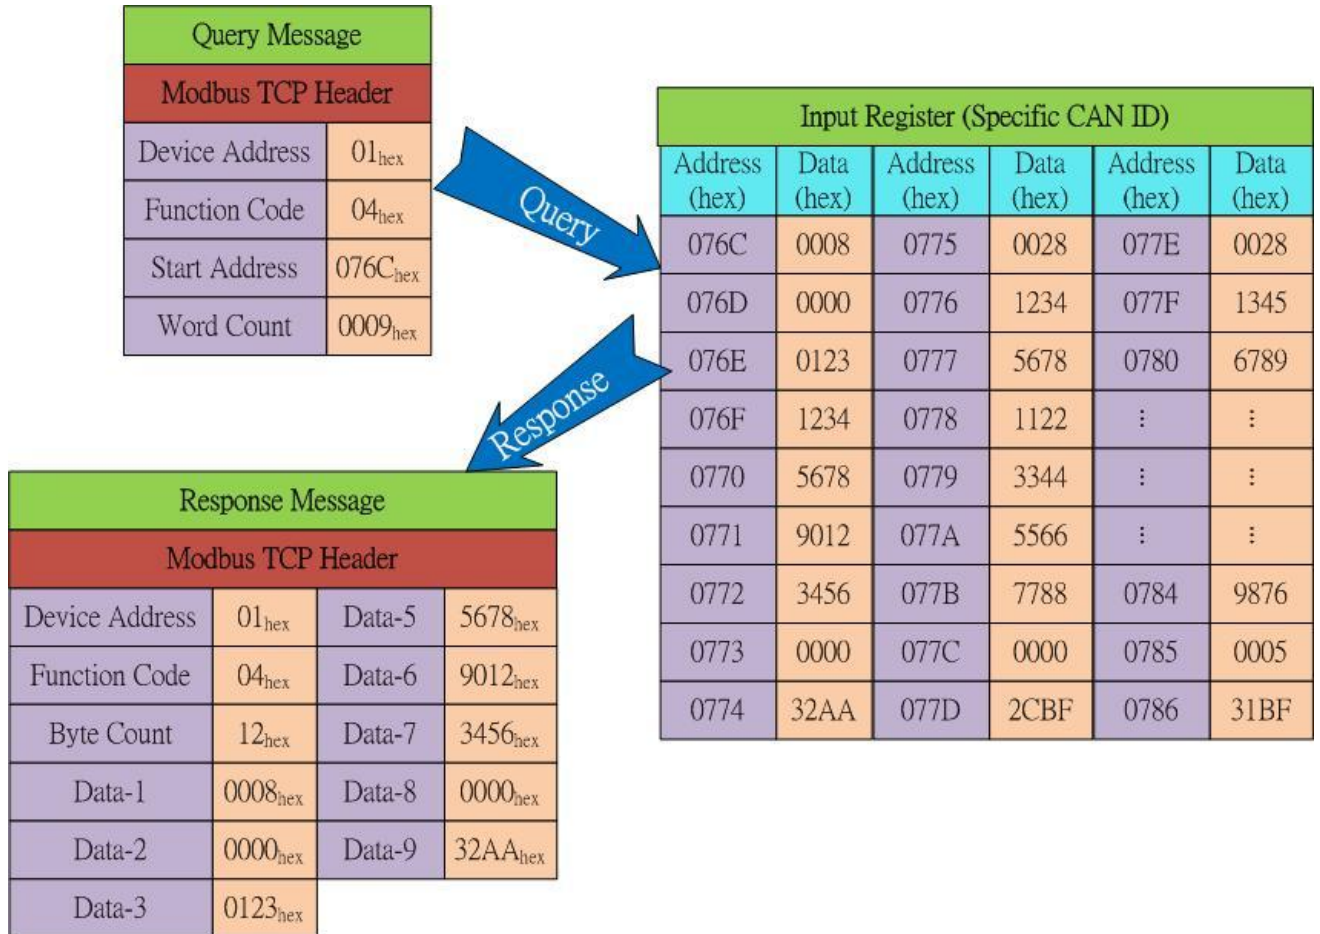 Query Message
Modbus TCP Header
Device Address 01hex
Function Code 04hex
Start Address 076Chex
Word Count 0009hex
Query
Response
Input Register (Specific CAN ID)
Address (hex) Data (hex) Address (hex) Data (hex) Address (hex) Data (hex)
076C 0008 0775 0028 077E 0028
076D 0000 0776 1234 077F 1345
076E 0123 0777 5678 0780 6789
076F 1234 0778 1122 ⋮ ⋮
0770 5678 0779 3344 ⋮ ⋮
0771 9012 077A 5566 ⋮ ⋮
0772 3456 077B 7788 0784 9876
0773 0000 077C 0000 0785 0005
0774 32AA 077D 2CBF 0786 31BF
Response Message
Modbus TCP Header
Device Address 01hex Data-5 5678hex
Function Code 04hex Data-6 9012hex
Byte Count 12hex Data-7 3456hex
Data-1 0008hex Data-8 0000hex
Data-2 0000hex Data-9 32AAhex
Data-3 0123hex